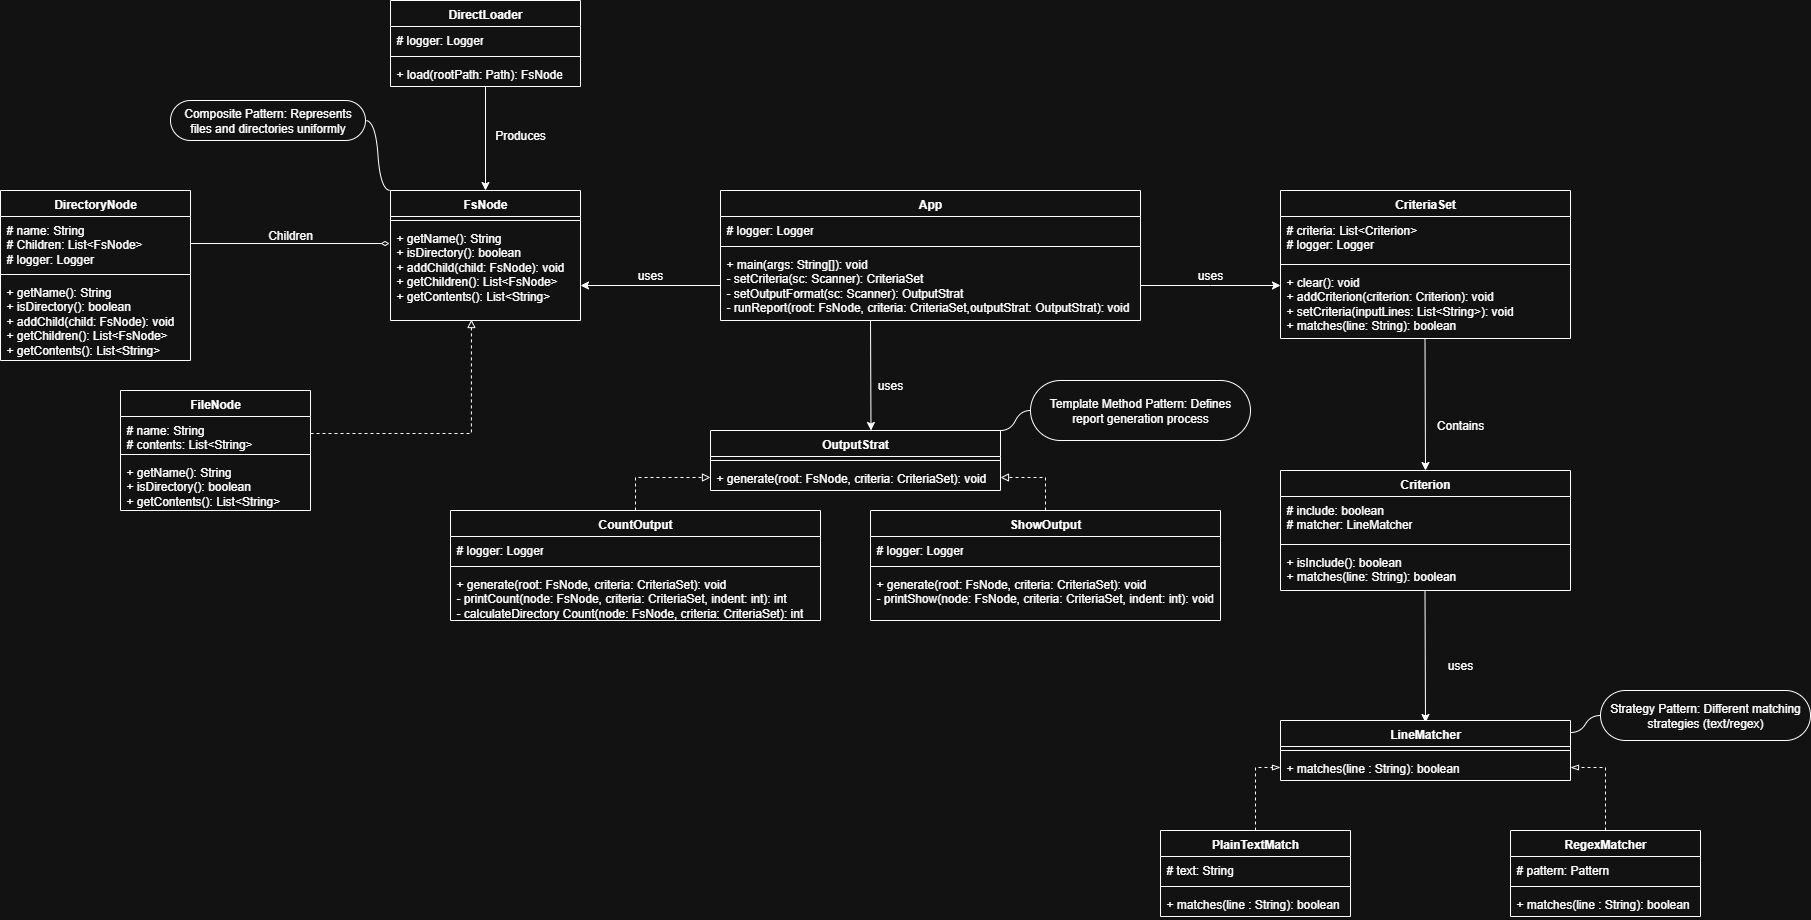 DirectLoader
# logger: Logger
+ load(rootPath: Path): FsNode
Composite Pattern: Represents
files and directories uniformly
Produces
DirectoryNode
# name: String
# Children: List<FsNode>
# logger: Logger
+ getName(): String
+ isDirectory(): boolean
+ addChild(child: FsNode): void
+ getChildren(): List<FsNode>
+ getContents(): List<String>
Children
FsNode
+ getName(): String
+ isDirectory(): boolean
+ addChild(child: FsNode): void
+ getChildren(): List<FsNode>
+ getContents(): List<String>
uses
App
# logger: Logger
+ main(args: String[]): void
- setCriteria(sc: Scanner): CriteriaSet
- setOutputFormat(sc: Scanner): OutputStrat
- runReport(root: FsNode, criteria: CriteriaSet,outputStrat: OutputStrat): void
uses
CriteriaSet
# criteria: List<Criterion>
# logger: Logger
+ clear(): void
+ addCriterion(criterion: Criterion): void
+ setCriteria(inputLines: List<String>): void
+ matches(line: String): boolean
FileNode
# name: String
# contents: List<String>
+ getName(): String
+ isDirectory(): boolean
+ getContents(): List<String>
uses
Template Method Pattern: Defines
report generation process
OutputStrat
+ generate(root: FsNode, criteria: CriteriaSet): void
Contains
CountOutput
# logger: Logger
+ generate(root: FsNode, criteria: CriteriaSet): void
- printCount(node: FsNode, criteria: CriteriaSet, indent: int): int
- calculateDirectory Count(node: FsNode, criteria: CriteriaSet): int
ShowOutput
# logger: Logger
+ generate(root: FsNode, criteria: CriteriaSet): void
- printShow(node: FsNode, criteria: CriteriaSet, indent: int): void
Criterion
# include: boolean
# matcher: LineMatcher
+ isInclude(): boolean
+ matches(line: String): boolean
uses
Strategy Pattern: Different matching
strategies (text/regex)
LineMatcher
+ matches(line : String): boolean
PlainTextMatch
# text: String
+ matches(line : String): boolean
RegexMatcher
# pattern: Pattern
+ matches(line : String): boolean